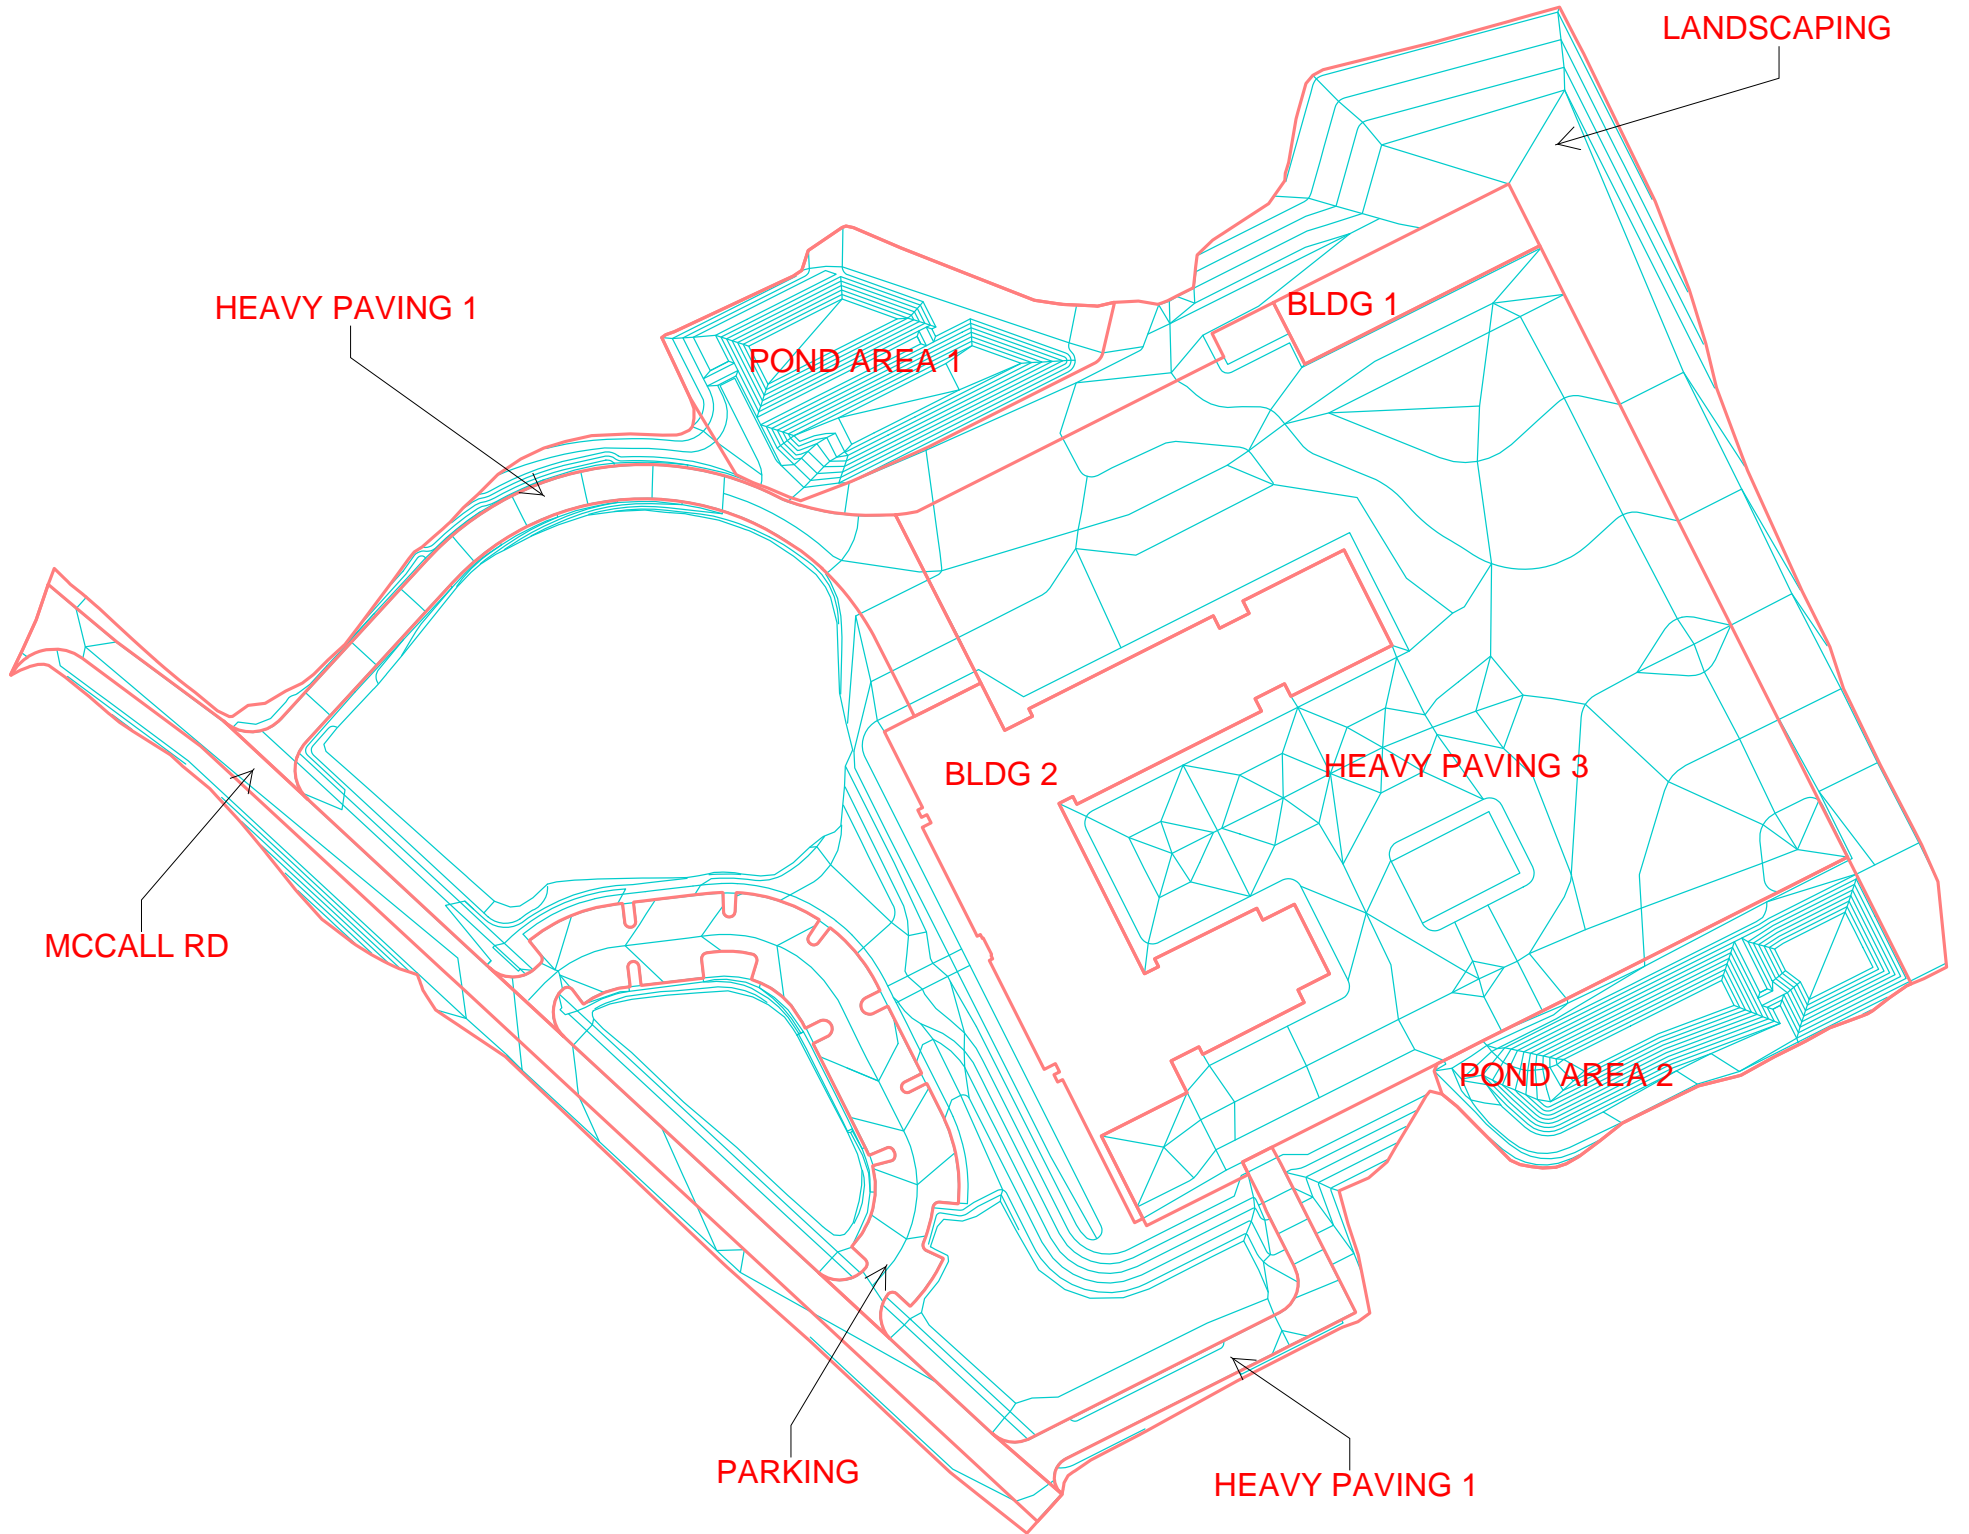 LANDSCAPING
HEAVY PAVING 1
BLDG 1
POND AREA 1
BLDG 2
HEAVY PAVING 3
MCCALL RD
POND AREA 2
PARKING
HEAVY PAVING 1